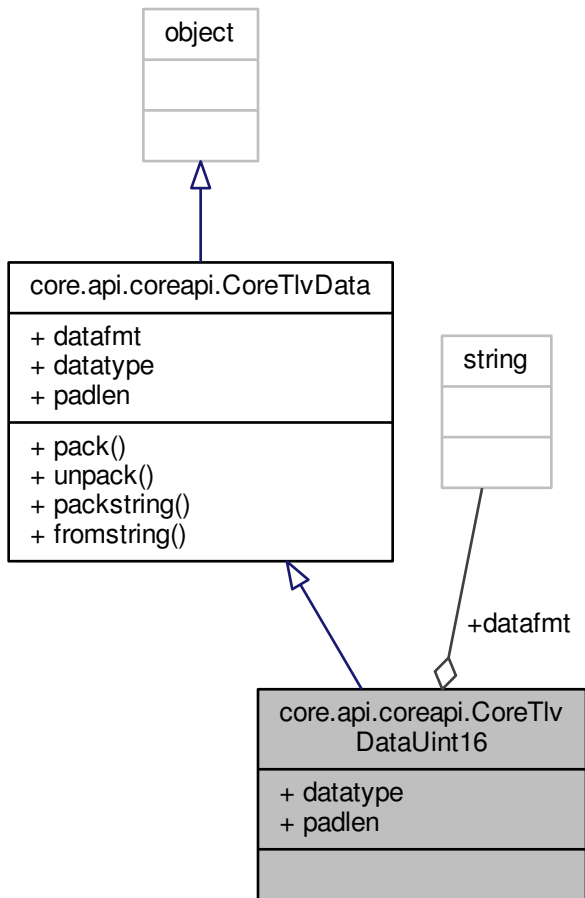 object
core.api.coreapi.CoreTlvData
+ datafmt
+ datatype
+ padlen
+ pack()
+ unpack()
+ packstring()
+ fromstring()
string
+datafmt
core.api.coreapi.CoreTlv
DataUint16
+ datatype
+ padlen